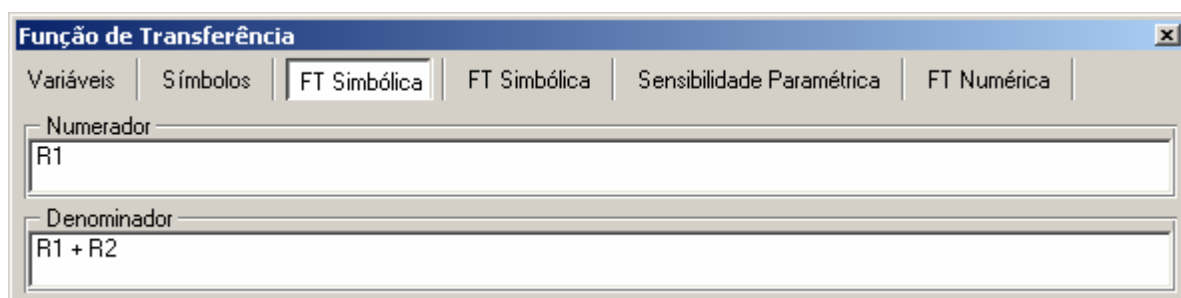 Função de Transferência
Variáveis Símbolos FT Simbólica FT Simbólica Sensibilidade Paramétrica FT Numérica
Numerador
R1
Denominador
R1 + R2